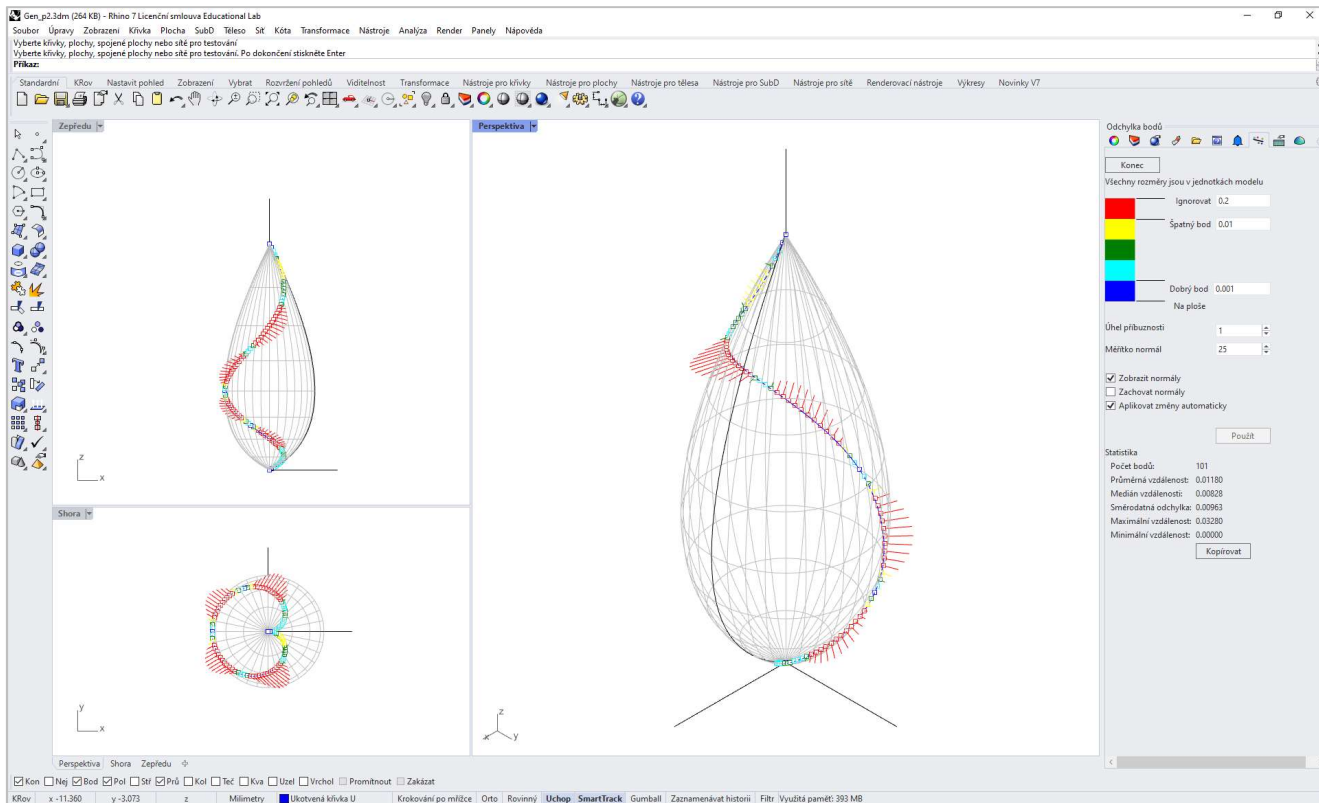 Gen_p2.3dm (264 KB) - Rhino 7 Licenční smlouva Educational Lab
Soubor Úpravy Zobrazení Křivka Plocha SubD Těleso Síť Kóta Transformace Nástroje Analýza Render Panely Nápověda
Vyberte křivky, plochy, spojené plochy nebo sítě pro testování
Vyberte křivky, plochy, spojené plochy nebo sítě pro testování. Po dokončení stiskněte Enter
Příkaz:
Standardní KRov Nastavit pohled Zobrazení Vybrat Rozvržení pohledů Viditelnost Transformace Nástroje pro křivky Nástroje pro plochy Nástroje pro tělesa Nástroje pro SubD Nástroje pro sítě Renderovací nástroje Výkresy Novinky V7
Zepředu
z
x
Shora
y
x
Perspektiva
z
x
y
Odchylka bodů
Konec
Všechny rozměry jsou v jednotkách modelu
Ignorovat 0.2
Špatný bod 0.01
Dobrý bod 0.001
Na ploše
Úhel příbuznosti 1
Měřítko normál 25
Zobrazit normály
Zachovat normály
Aplikovat změny automaticky
Použít
Statistika
Počet bodů: 101
Průměrná vzdálenost: 0.01180
Medián vzdálenosti: 0.00828
Směrodatná odchylka: 0.00963
Maximální vzdálenost: 0.03280
Minimální vzdálenost: 0.00000
Kopírovat
Perspektiva Shora Zepředu
Kon Nej Bod Pol Stř Prů Kol Teč Kva Uzel Vrchol Promítnout Zakázat
KRov x -11.360 y -3.073 z Milimetry Ukotvená křivka U Krokování po mřížce Orto Rovinný Uchop SmartTrack Gumball Zaznamenávat historii Filtr Využitá paměť: 393 MB